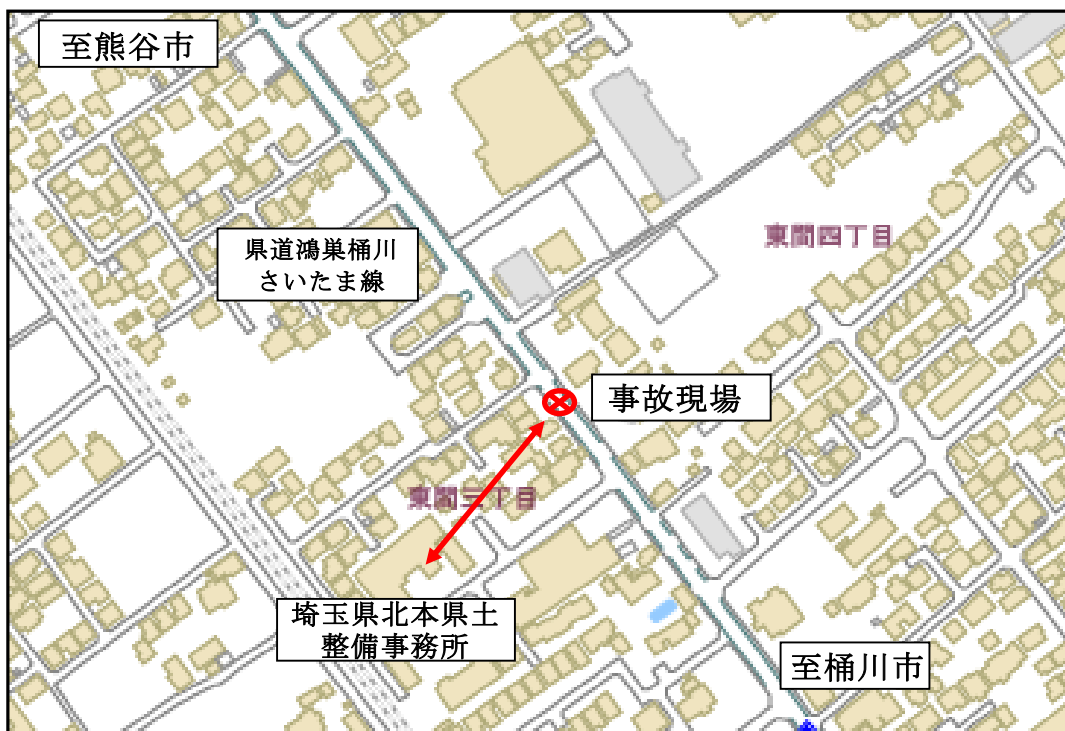 至熊谷市
県道鴻巣桶川
さいたま線
東間四丁目
事故現場
東間三丁目
埼玉県北本県土
整備事務所
至桶川市